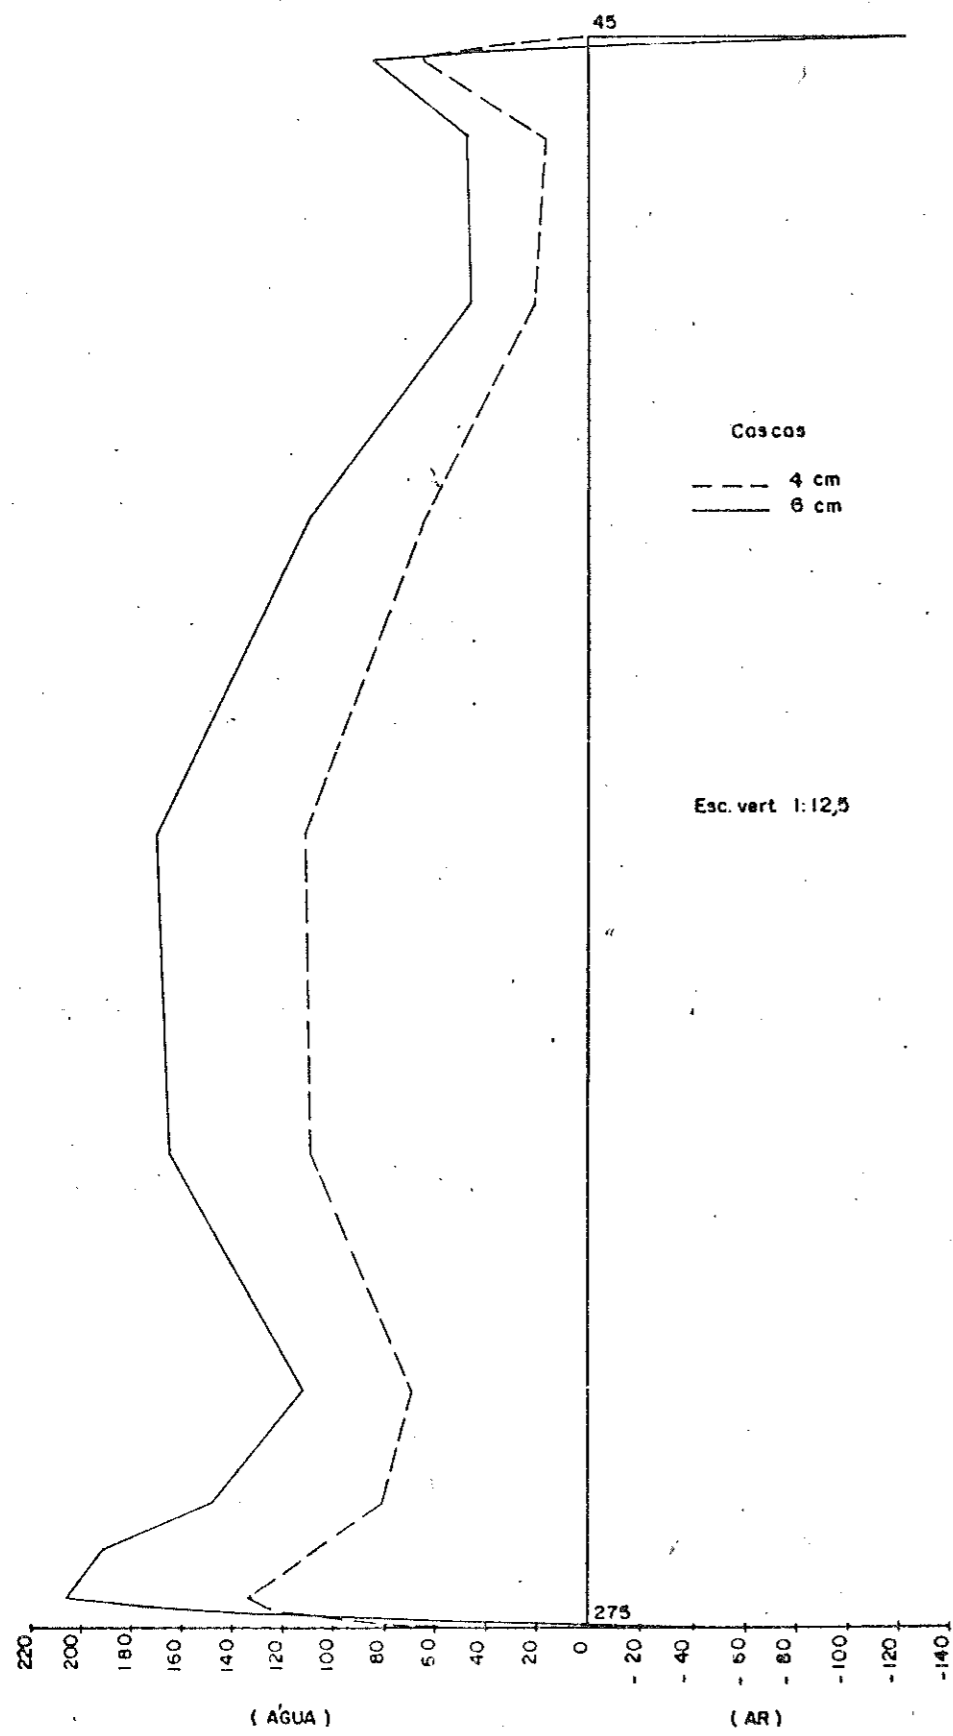 45
Cascas
4 cm
6 cm
Esc. vert 1:12,5
275
220 200 180 160 140 120 100 80 60 40 20 0 - 20 - 40 - 60 - 80 - 100 - 120 - 140
( ÁGUA ) ( AR )